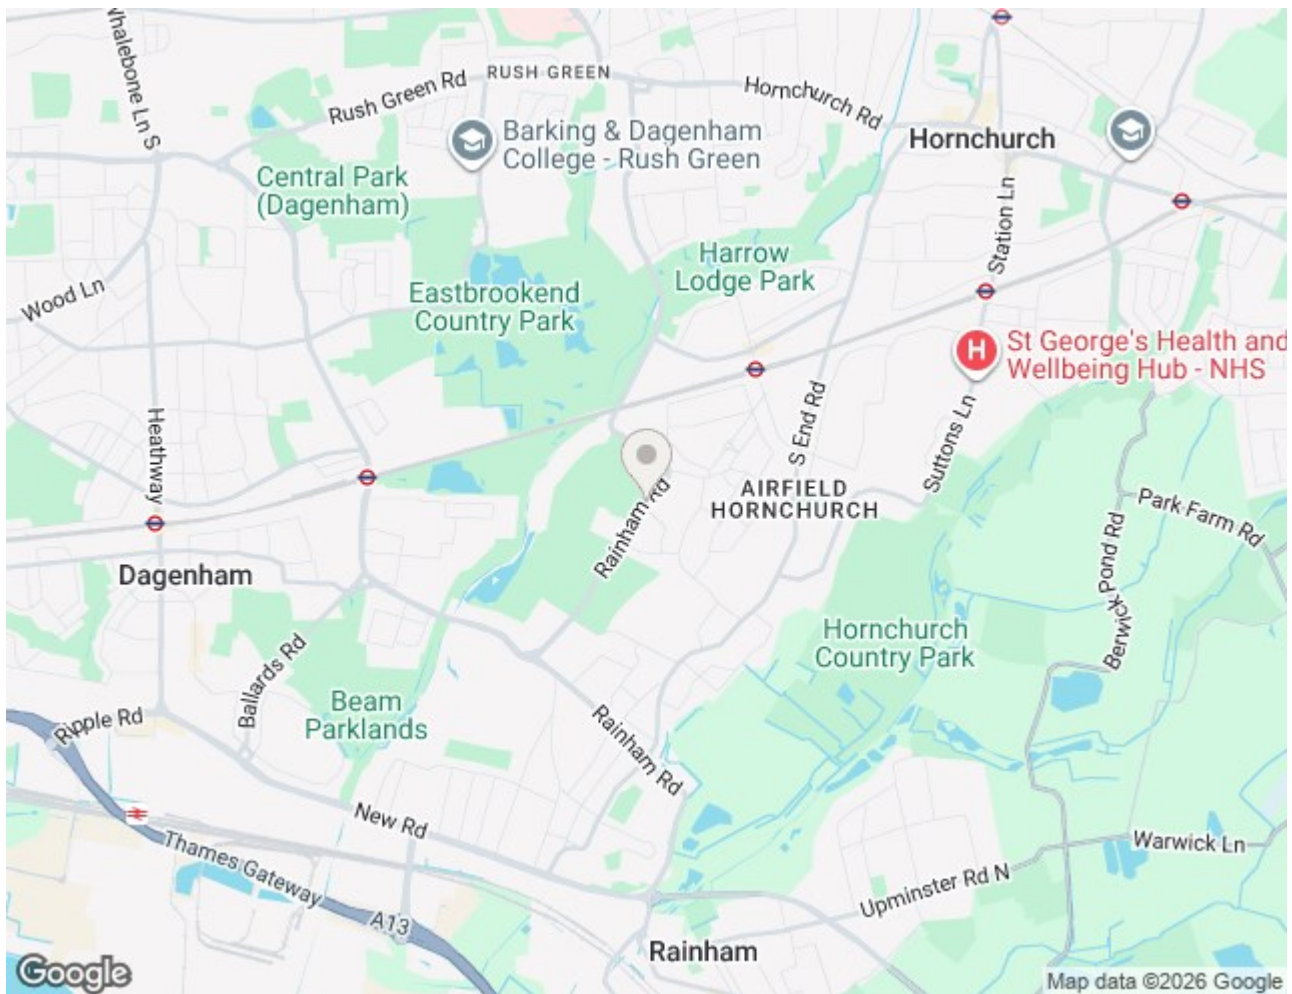 Whalebone Ln S
RUSH GREEN
Rush Green Rd
Hornchurch Rd
Barking & Dagenham
College - Rush Green
Hornchurch
Central Park
(Dagenham)
Station Ln
Harrow
Lodge Park
Wood Ln
Eastbrookend
Country Park
H
St George's Health and
Wellbeing Hub - NHS
Heathway
S End Rd
Suttons Ln
Rainham Rd
AIRFIELD
HORNCHURCH
Park Farm Rd
Berwick Pond Rd
Dagenham
Hornchurch
Country Park
Ballards Rd
Beam
Parklands
Ripple Rd
Rainham Rd
New Rd
Warwick Ln
Thames Gateway
Upminster Rd N
A13
Rainham
Google
Map data ©2026 Google